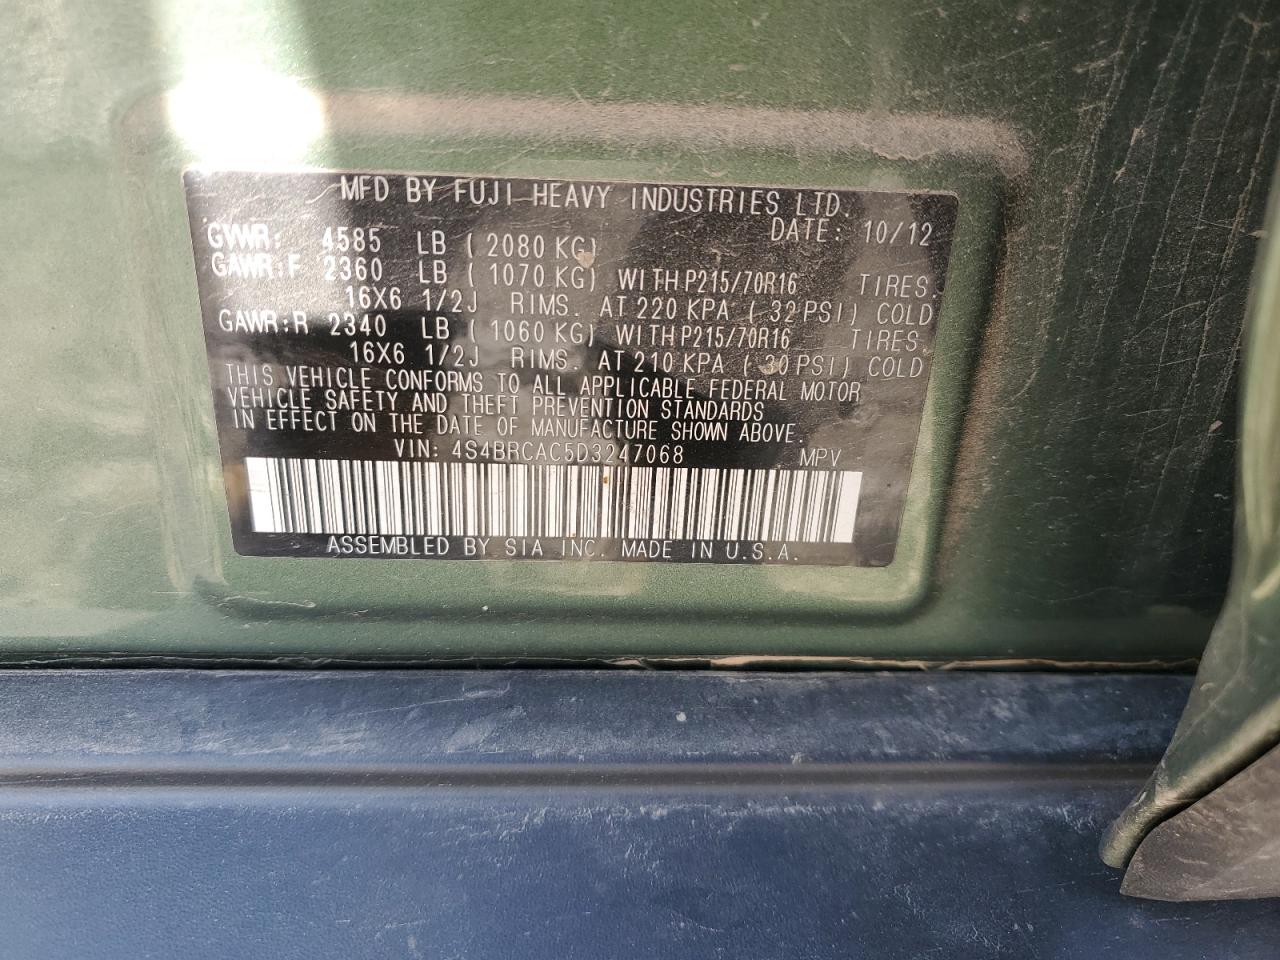 MFD BY FUJI HEAVY INDUSTRIES LTD.
DATE: 10/12
GVWR: 4585 LB ( 2080 KG)
GAWR:F 2360 LB ( 1070 KG) WITH P215/70R16 TIRES.
16X6 1/2J RIMS. AT 220 KPA ( 32 PSI) COLD
GAWR:R 2340 LB ( 1060 KG) WITH P215/70R16 TIRES.
16X6 1/2J RIMS. AT 210 KPA ( 30 PSI) COLD
THIS VEHICLE CONFORMS TO ALL APPLICABLE FEDERAL MOTOR
VEHICLE SAFETY AND THEFT PREVENTION STANDARDS
IN EFFECT ON THE DATE OF MANUFACTURE SHOWN ABOVE.
VIN: 4S4BRCAC5D3247068 MPV
ASSEMBLED BY SIA INC. MADE IN U.S.A.